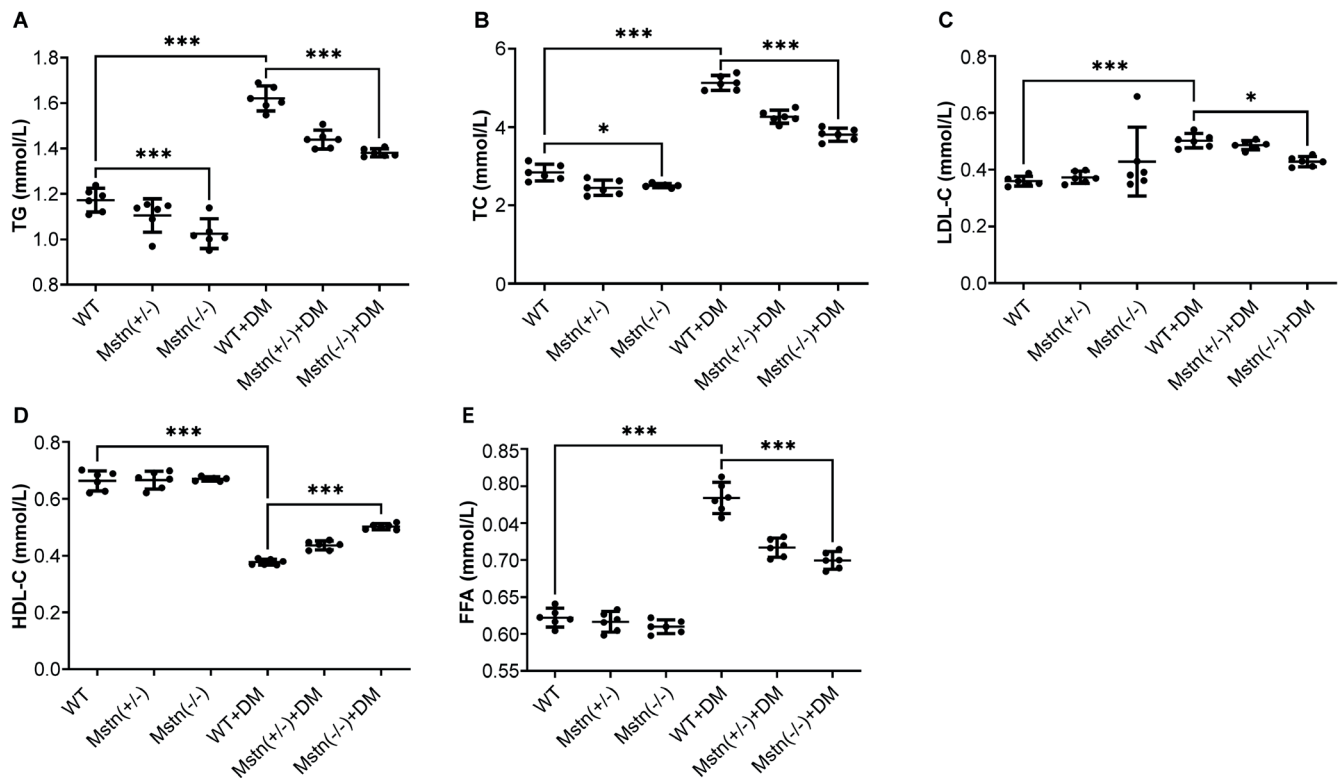 A
***
***
***
1.8
1.6
1.4
1.2
1.0
0.8
TG (mmol/L)
WT
Mstn(+/-)
Mstn(-/-)
WT+DM
Mstn(+/-)+DM
Mstn(-/-)+DM
B
***
***
*
6
4
2
0
TC (mmol/L)
WT
Mstn(+/-)
Mstn(-/-)
WT+DM
Mstn(+/-)+DM
Mstn(-/-)+DM
C
***
*
0.8
0.6
0.4
0.2
0.0
LDL-C (mmol/L)
WT
Mstn(+/-)
Mstn(-/-)
WT+DM
Mstn(+/-)+DM
Mstn(-/-)+DM
D
***
***
0.8
0.6
0.4
0.2
0.0
HDL-C (mmol/L)
WT
Mstn(+/-)
Mstn(-/-)
WT+DM
Mstn(+/-)+DM
Mstn(-/-)+DM
E
***
***
0.85
0.80
0.04
0.70
0.65
0.60
0.55
FFA (mmol/L)
WT
Mstn(+/-)
Mstn(-/-)
WT+DM
Mstn(+/-)+DM
Mstn(-/-)+DM